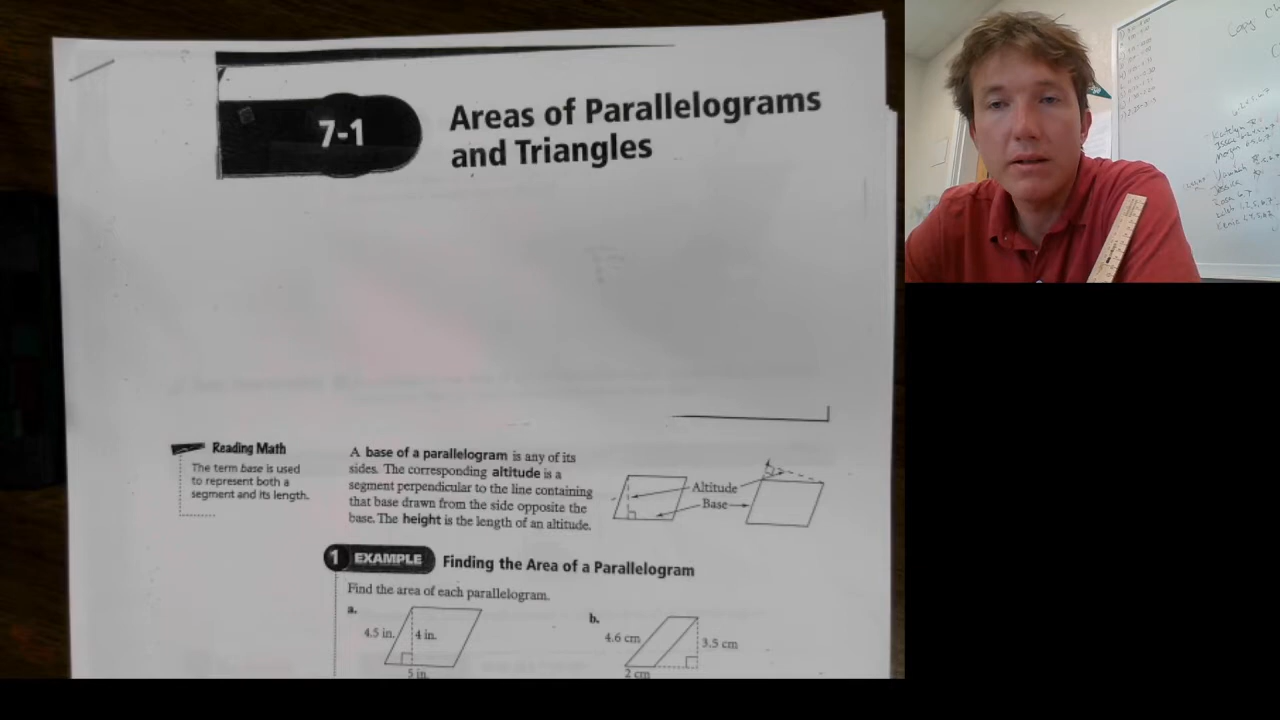 7-1
Areas of Parallelograms
and Triangles
Reading Math
The term base is used
to represent both a
segment and its length.
A base of a parallelogram is any of its
sides. The corresponding altitude is a
segment perpendicular to the line containing
that base drawn from the side opposite the
base. The height is the length of an altitude.
Altitude
Base
1 EXAMPLE Finding the Area of a Parallelogram
Find the area of each parallelogram.
a.
4.5 in.
4 in.
5 in.
b.
4.6 cm
3.5 cm
2 cm
Copy